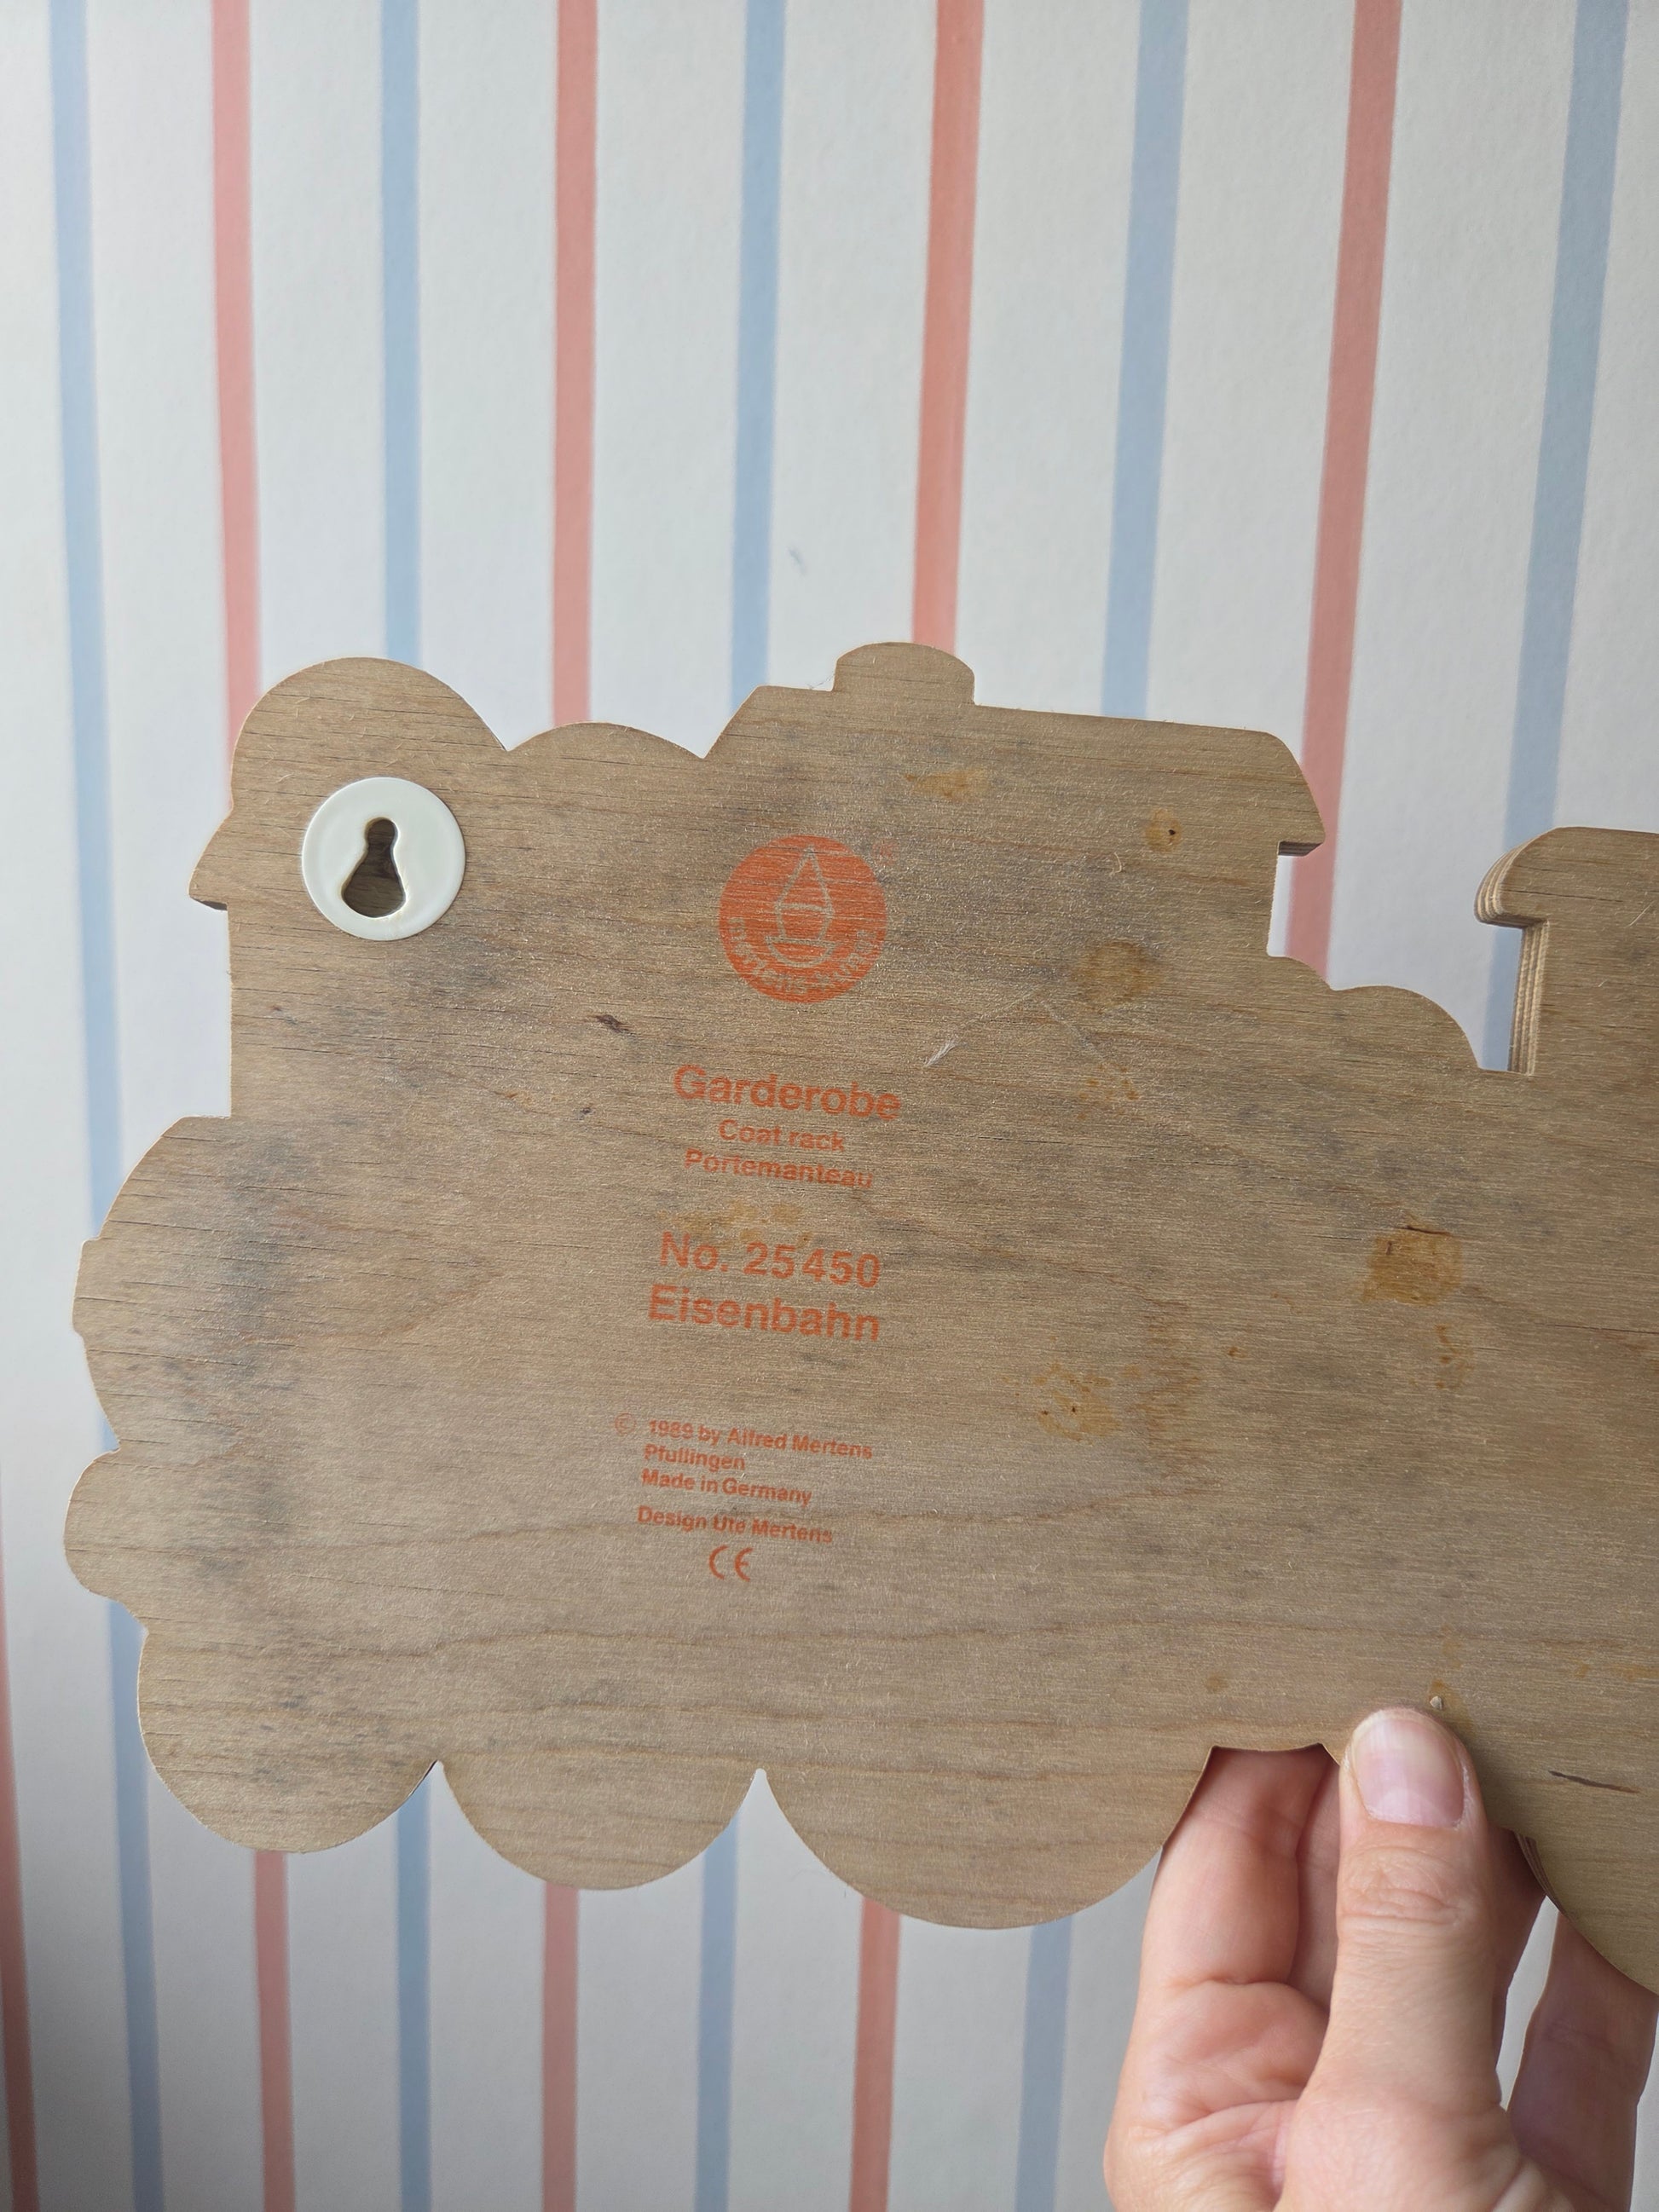 ®
Garderobe
Coat rack
Portemanteau
No. 25450
Eisenbahn
© 1989 by Alfred Mertens
Pfullingen
Made in Germany
Design Ute Mertens
CE